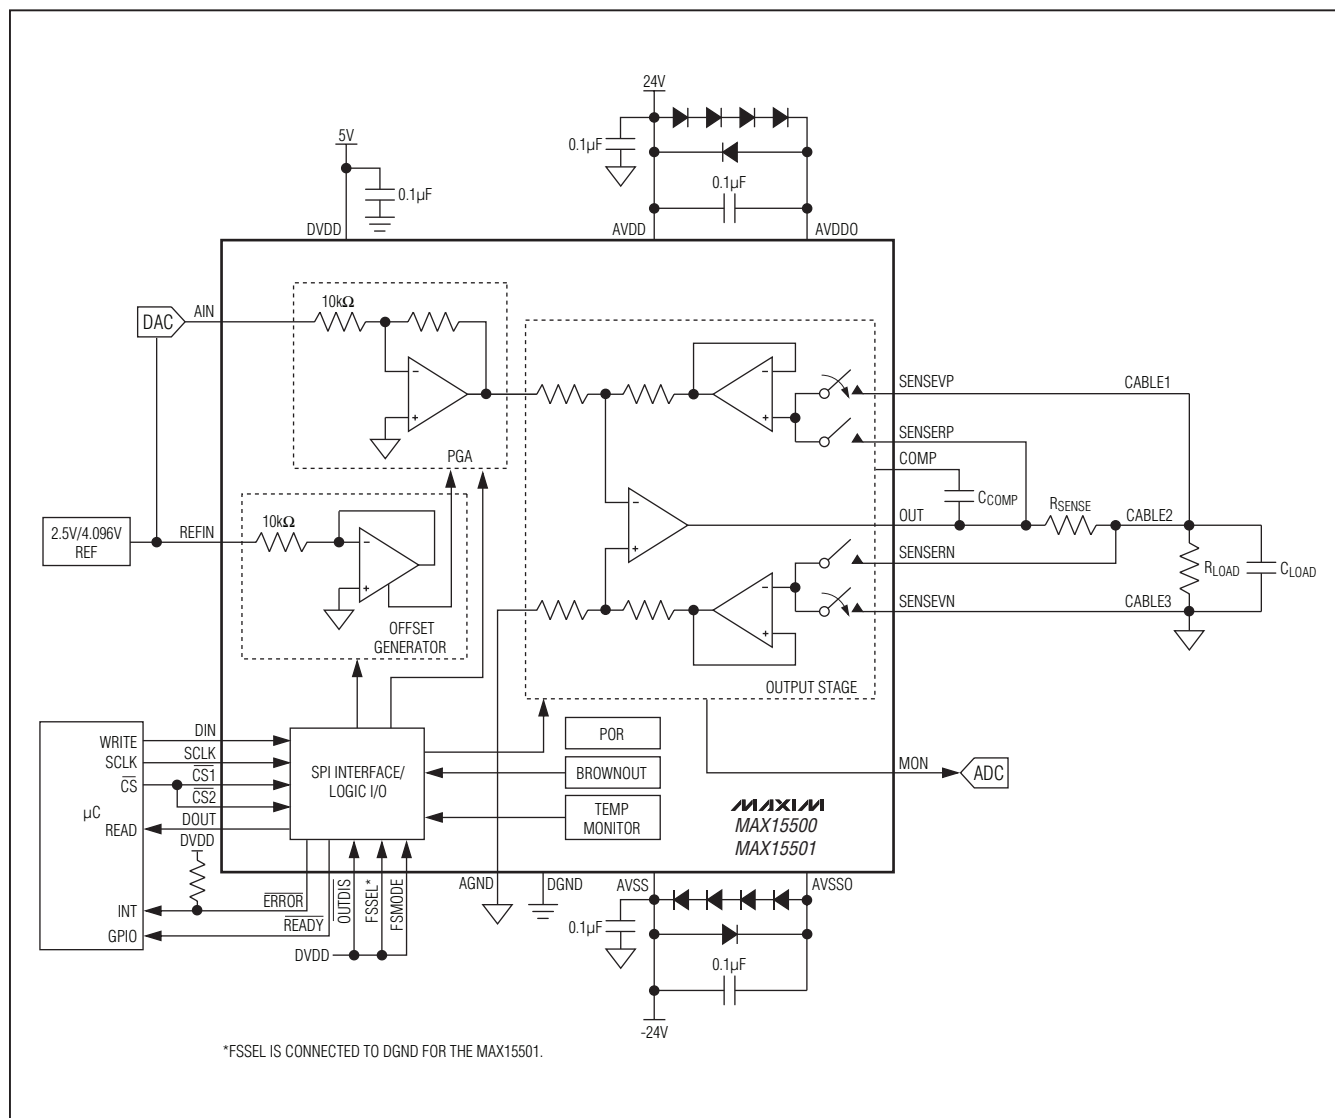 24V
0.1µF
5V
0.1µF
0.1µF
DVDD
AVDD
AVDDO
10kΩ
DAC
AIN
SENSEVP
CABLE1
SENSERP
PGA
COMP
CCOMP
RSENSE
10kΩ
2.5V/4.096V
REF
REFIN
OUT
CABLE2
SENSERN
RLOAD
CLOAD
SENSEVN
CABLE3
OFFSET
GENERATOR
OUTPUT STAGE
DIN
WRITE
SCLK
SCLK
CS1
CS
CS2
µC
DOUT
READ
DVDD
SPI INTERFACE/
LOGIC I/O
POR
BROWNOUT
TEMP
MONITOR
MON
ADC
MAXIM
MAX15500
MAX15501
ERROR
INT
READY
GPIO
OUTDIS
FSSEL*
FSMODE
DVDD
AGND
DGND
AVSS
AVSSO
0.1µF
0.1µF
-24V
*FSSEL IS CONNECTED TO DGND FOR THE MAX15501.